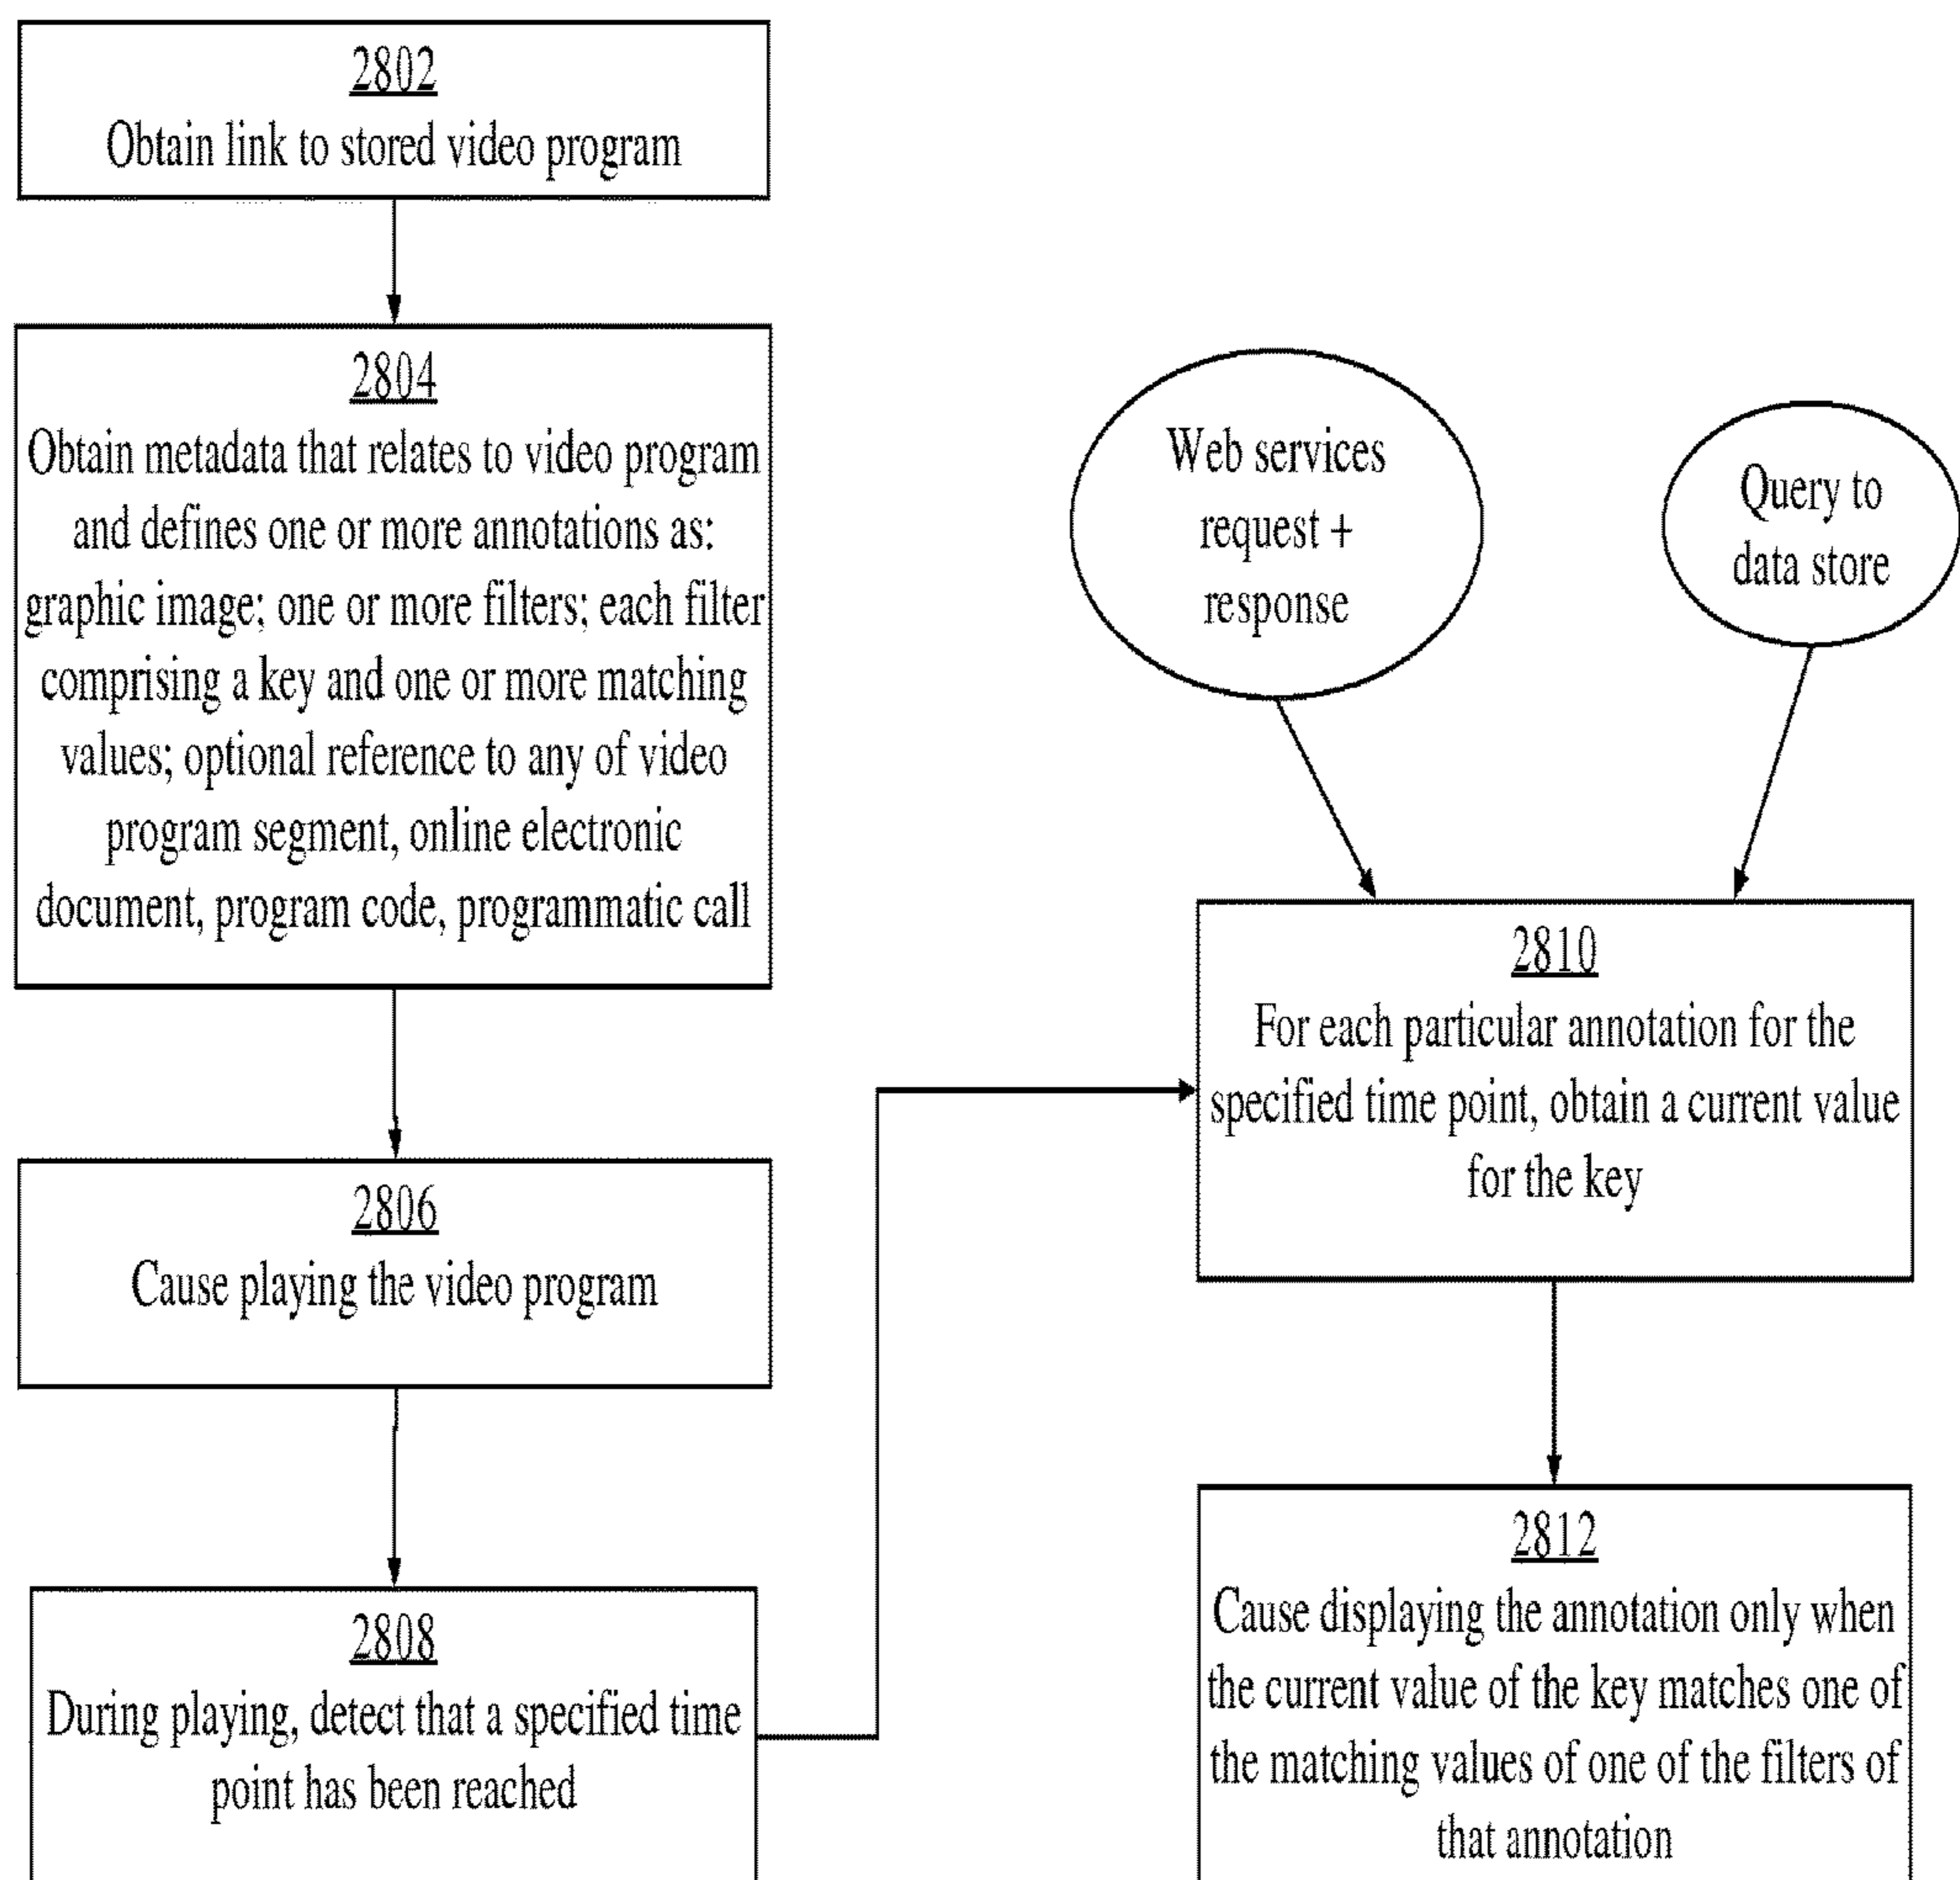 2802
Obtain link to stored video program
2804
Obtain metadata that relates to video program
and defines one or more annotations as:
graphic image; one or more filters; each filter
comprising a key and one or more matching
values; optional reference to any of video
program segment, online electronic
document, program code, programmatic call
2806
Cause playing the video program
2808
During playing, detect that a specified time
point has been reached
Web services
request +
response
Query to
data store
2810
For each particular annotation for the
specified time point, obtain a current value
for the key
2812
Cause displaying the annotation only when
the current value of the key matches one of
the matching values of one of the filters of
that annotation